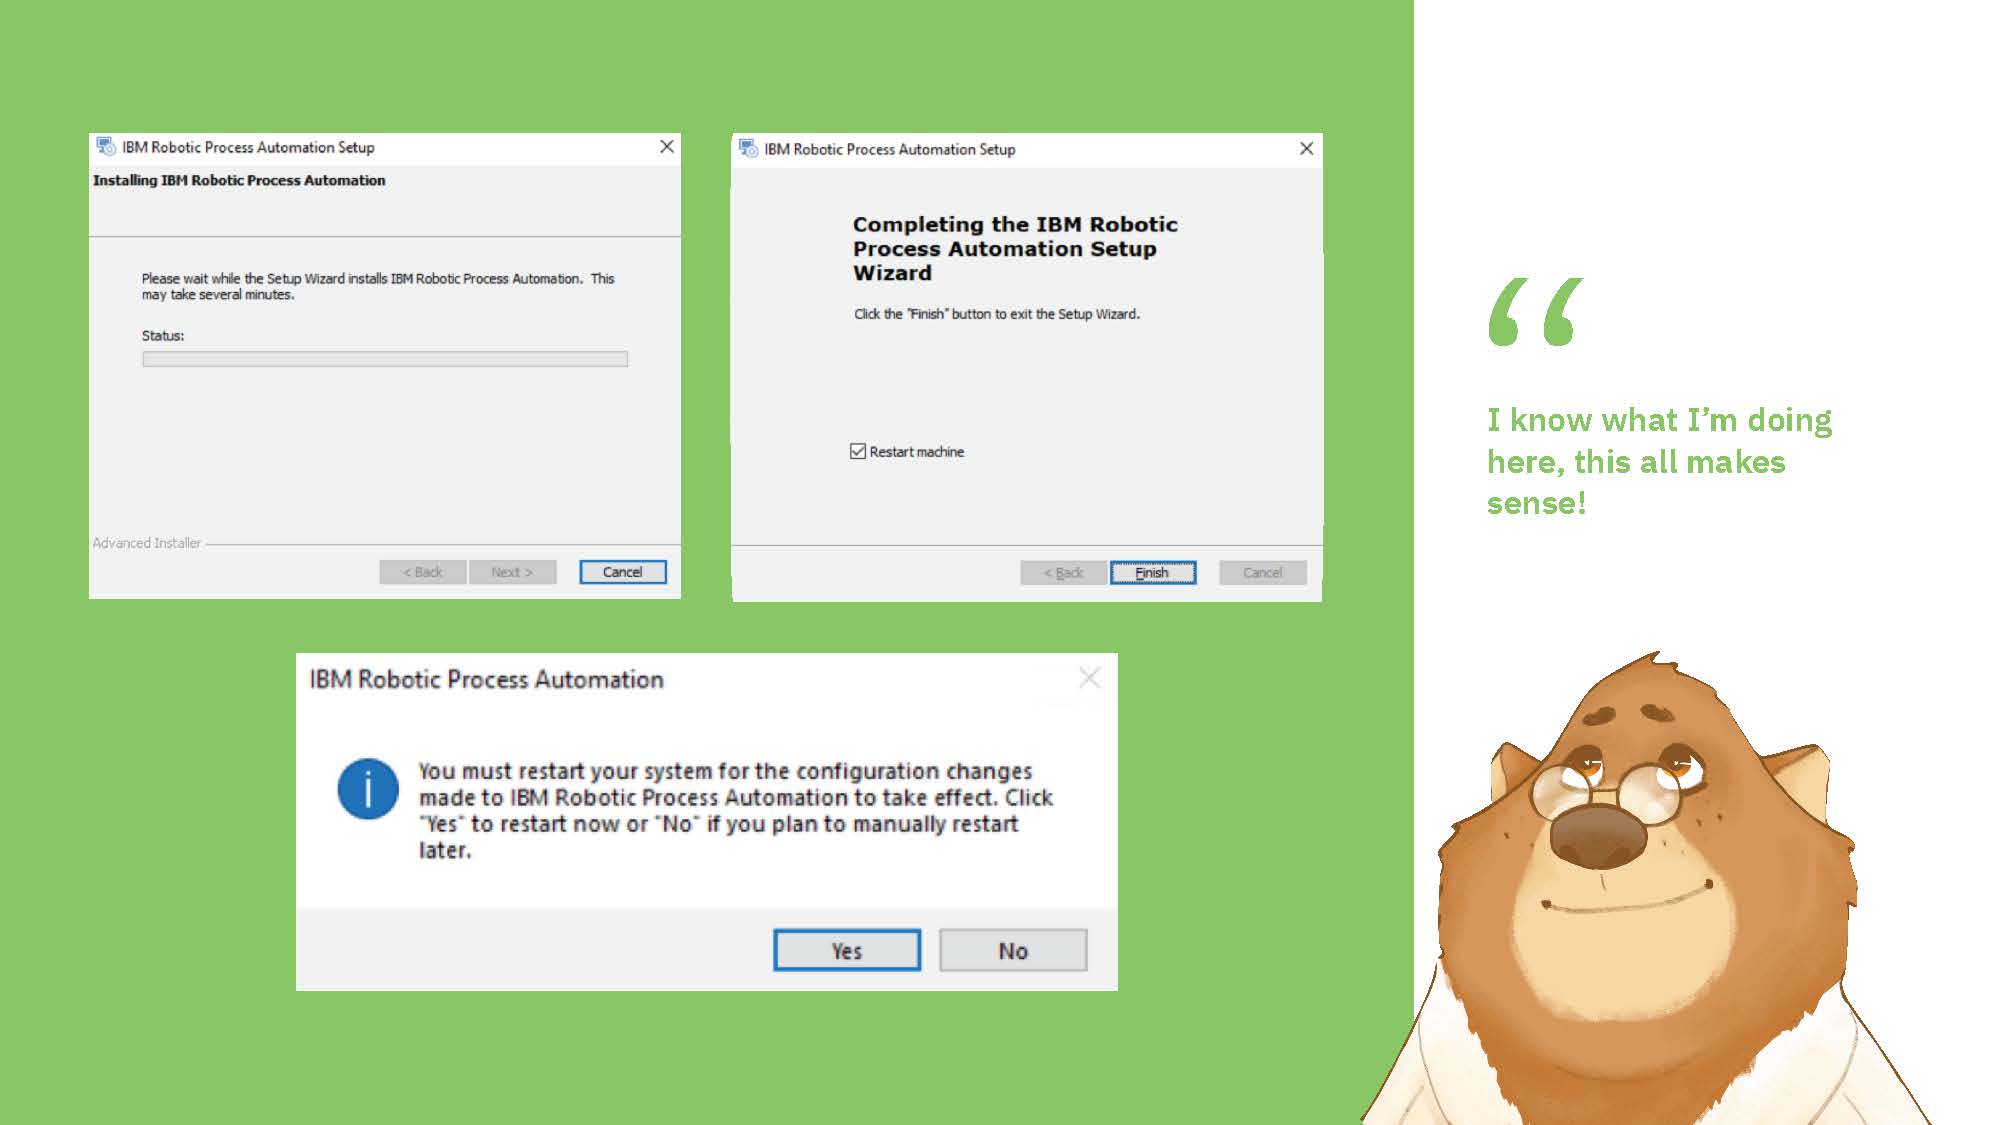 IBM Robotic Process Automation Setup
Installing IBM Robotic Process Automation
Please wait while the Setup Wizard installs IBM Robotic Process Automation. This
may take several minutes.
Status:
Advanced Installer
< Back
Next >
Cancel
IBM Robotic Process Automation Setup
Completing the IBM Robotic
Process Automation Setup
Wizard
Click the "Finish" button to exit the Setup Wizard.
Restart machine
< Back
Finish
Cancel
IBM Robotic Process Automation
You must restart your system for the configuration changes
made to IBM Robotic Process Automation to take effect. Click
"Yes" to restart now or "No" if you plan to manually restart
later.
Yes
No
“
I know what I’m doing
here, this all makes
sense!